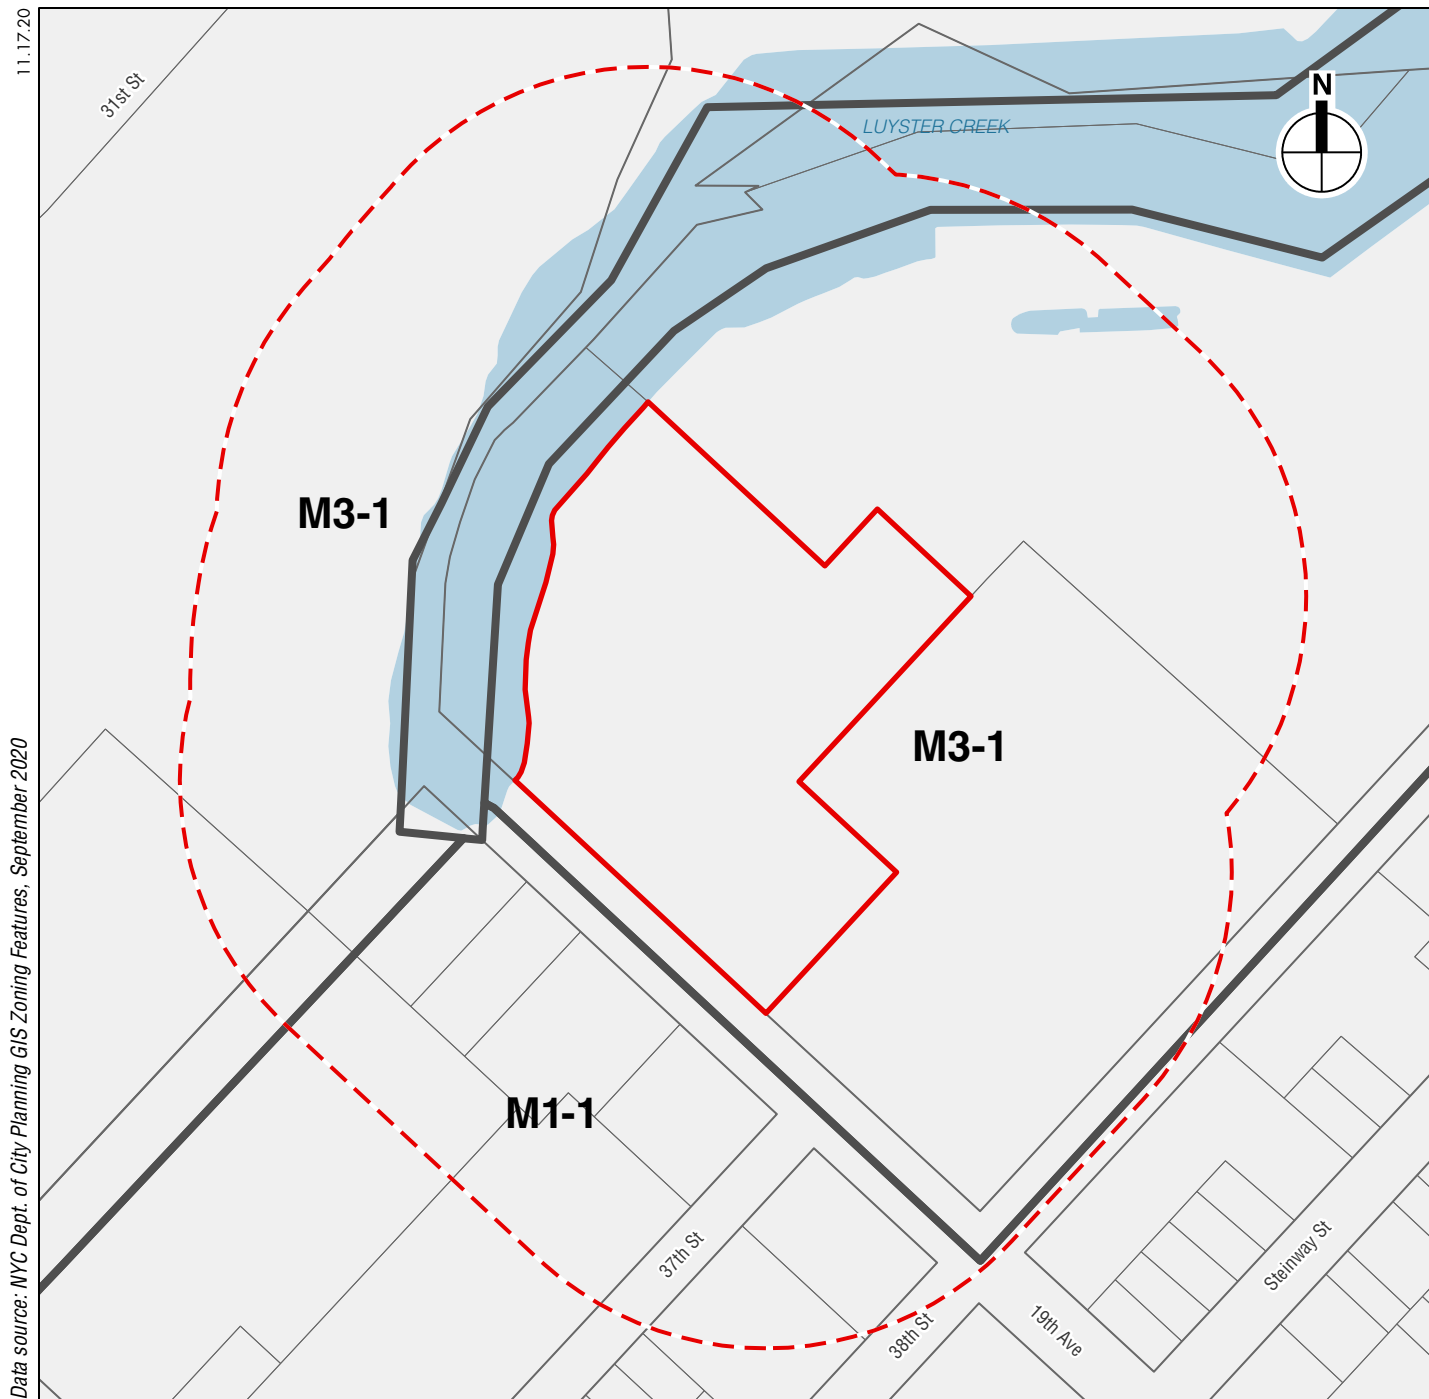 11.17.20
31st St
LUYSTER CREEK
N
M3-1
M3-1
M1-1
37th St
38th St
19th Ave
Steinway St
Data source: NYC Dept. of City Planning GIS Zoning Features, September 2020